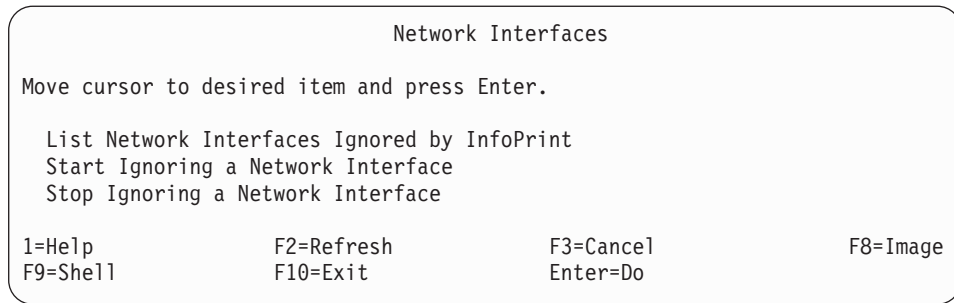 Network Interfaces
Move cursor to desired item and press Enter.
List Network Interfaces Ignored by InfoPrint
Start Ignoring a Network Interface
Stop Ignoring a Network Interface
1=Help F2=Refresh F3=Cancel F8=Image
F9=Shell F10=Exit Enter=Do